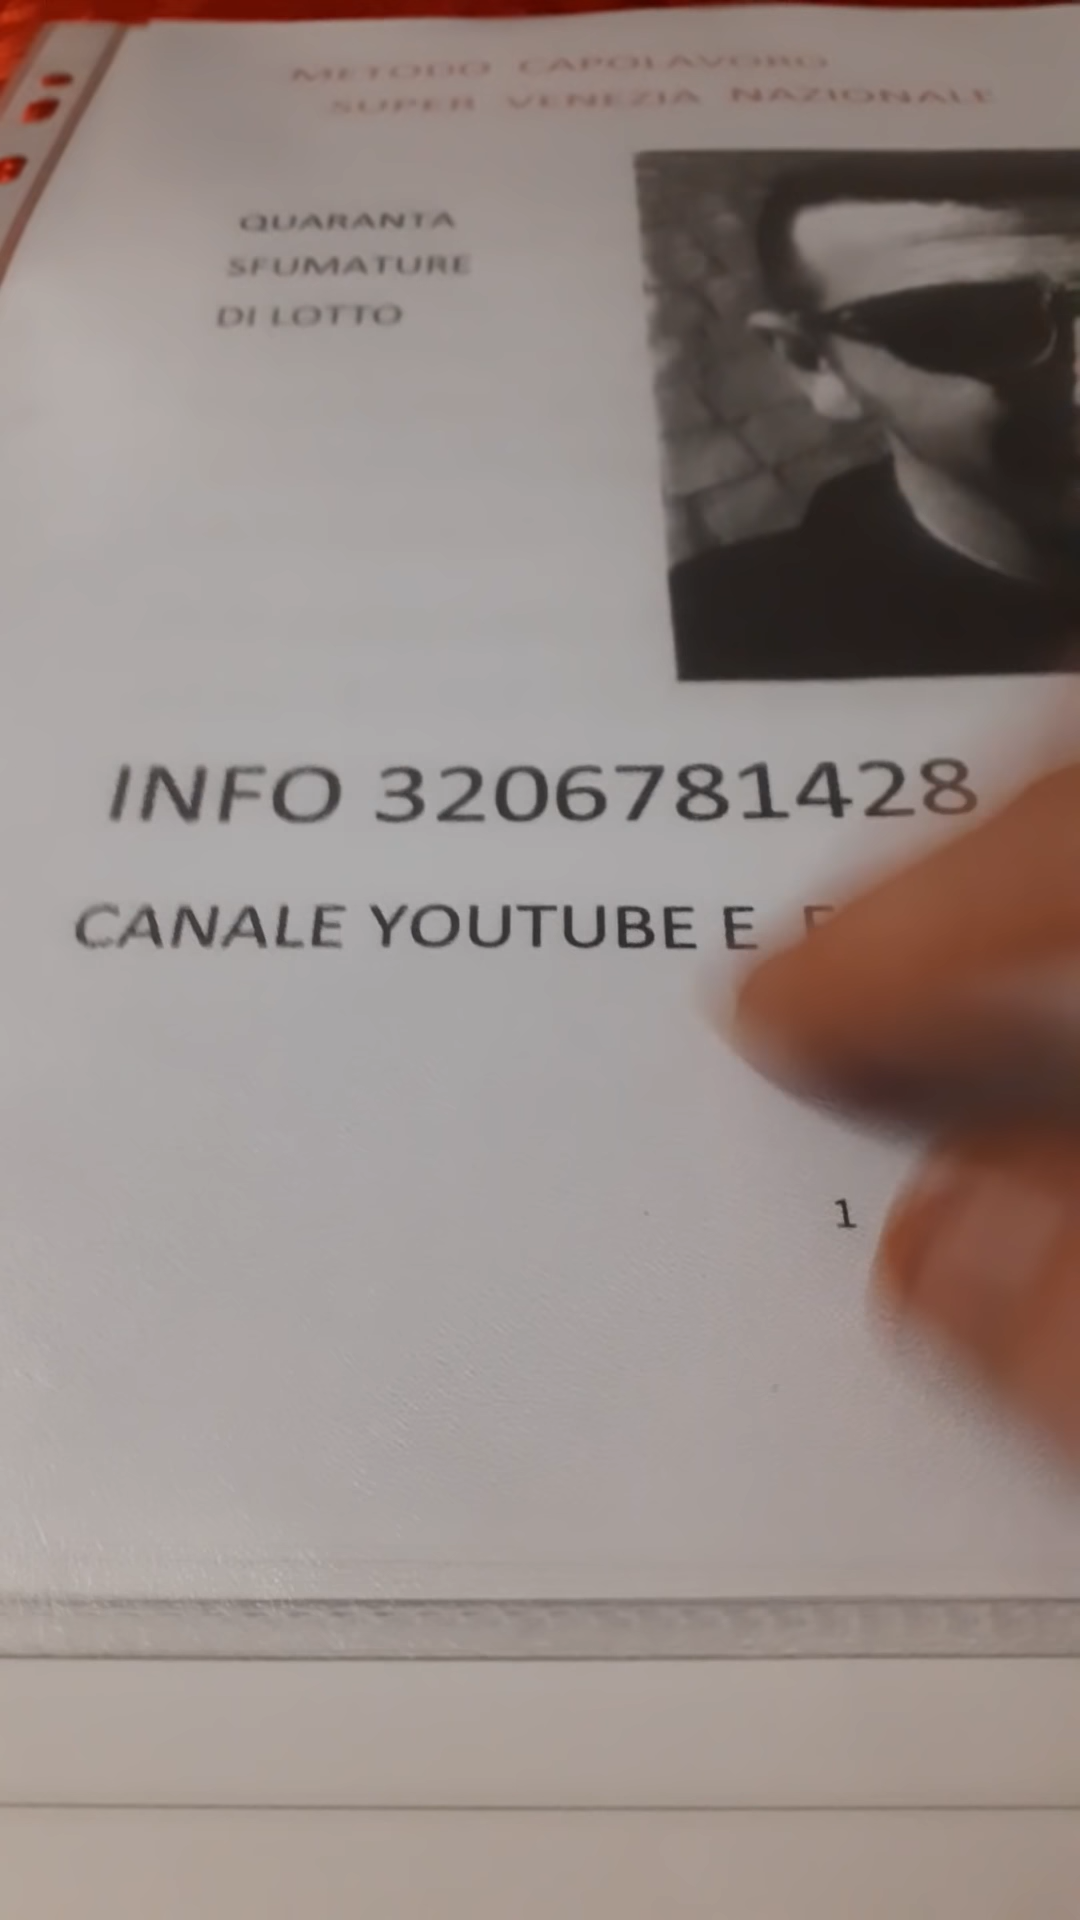 METODO CAPOLAVORO
SUPER VENEZIA NAZIONALE
QUARANTA
SFUMATURE
DI LOTTO
INFO 3206781428
CANALE YOUTUBE E
1